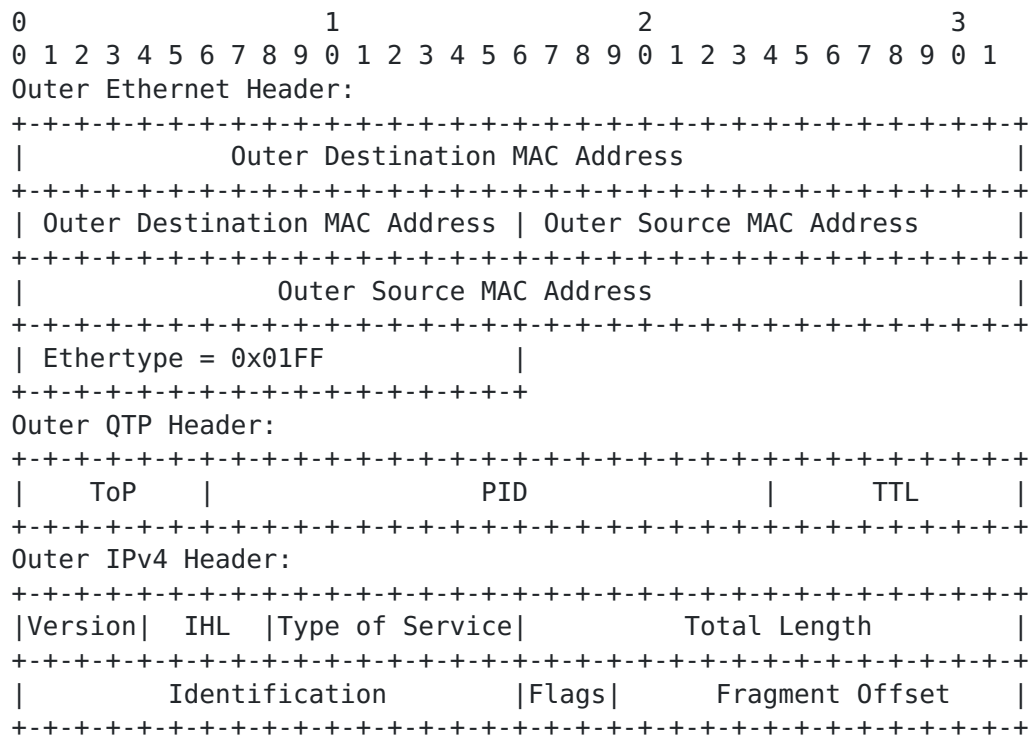 0                   1                   2                   3
0 1 2 3 4 5 6 7 8 9 0 1 2 3 4 5 6 7 8 9 0 1 2 3 4 5 6 7 8 9 0 1
Outer Ethernet Header:
+-+-+-+-+-+-+-+-+-+-+-+-+-+-+-+-+-+-+-+-+-+-+-+-+-+-+-+-+-+-+-+-+
|             Outer Destination MAC Address                     |
+-+-+-+-+-+-+-+-+-+-+-+-+-+-+-+-+-+-+-+-+-+-+-+-+-+-+-+-+-+-+-+-+
| Outer Destination MAC Address | Outer Source MAC Address      |
+-+-+-+-+-+-+-+-+-+-+-+-+-+-+-+-+-+-+-+-+-+-+-+-+-+-+-+-+-+-+-+-+
|                Outer Source MAC Address                       |
+-+-+-+-+-+-+-+-+-+-+-+-+-+-+-+-+-+-+-+-+-+-+-+-+-+-+-+-+-+-+-+-+
| Ethertype = 0x01FF            |
+-+-+-+-+-+-+-+-+-+-+-+-+-+-+-+-+
Outer QTP Header:
+-+-+-+-+-+-+-+-+-+-+-+-+-+-+-+-+-+-+-+-+-+-+-+-+-+-+-+-+-+-+-+-+
|    ToP    |                 PID               |      TTL      |
+-+-+-+-+-+-+-+-+-+-+-+-+-+-+-+-+-+-+-+-+-+-+-+-+-+-+-+-+-+-+-+-+
Outer IPv4 Header:
+-+-+-+-+-+-+-+-+-+-+-+-+-+-+-+-+-+-+-+-+-+-+-+-+-+-+-+-+-+-+-+-+
|Version|  IHL  |Type of Service|          Total Length         |
+-+-+-+-+-+-+-+-+-+-+-+-+-+-+-+-+-+-+-+-+-+-+-+-+-+-+-+-+-+-+-+-+
|         Identification        |Flags|      Fragment Offset    |
+-+-+-+-+-+-+-+-+-+-+-+-+-+-+-+-+-+-+-+-+-+-+-+-+-+-+-+-+-+-+-+-+